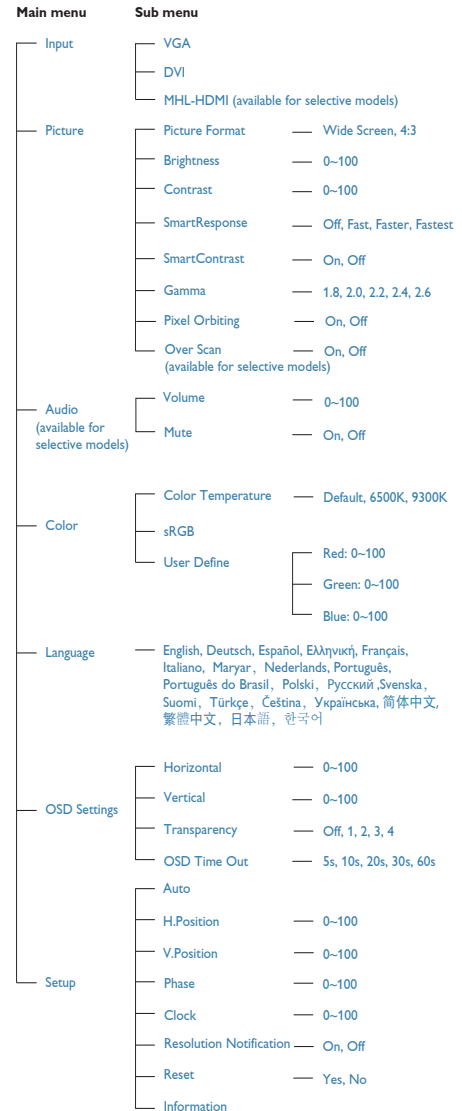 Main menu Sub menu
Input VGA
DVI
MHL-HDMI (available for selective models)
Picture Picture Format Wide Screen, 4:3
Brightness 0~100
Contrast 0~100
SmartResponse Off, Fast, Faster, Fastest
SmartContrast On, Off
Gamma 1.8, 2.0, 2.2, 2.4, 2.6
Pixel Orbiting On, Off
Over Scan On, Off
(available for selective models)
Volume 0~100
Audio
(available for
selective models)
Mute On, Off
Color Temperature Default, 6500K, 9300K
Color sRGB
User Define Red: 0~100
Green: 0~100
Blue: 0~100
Language English, Deutsch, Español, Ελληνική, Français,
Italiano, Maryar, Nederlands, Português,
Português do Brasil, Polski, Русский ,Svenska,
Suomi, Türkçe, Čeština, Українська, 简体中文,
繁體中文, 日本語, 한국어
Horizontal 0~100
Vertical 0~100
OSD Settings
Transparency Off, 1, 2, 3, 4
OSD Time Out 5s, 10s, 20s, 30s, 60s
Auto
H.Position 0~100
V.Position 0~100
Setup Phase 0~100
Clock 0~100
Resolution Notification On, Off
Reset Yes, No
Information